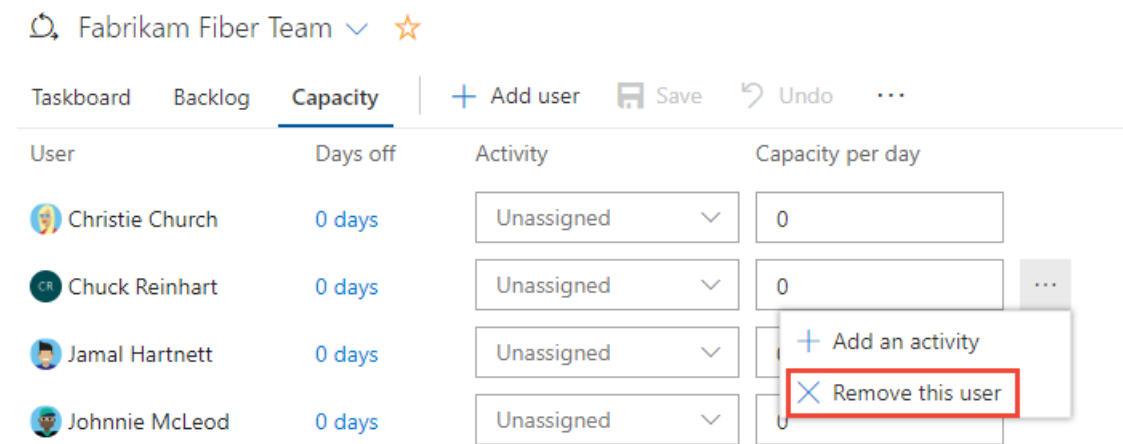 Fabrikam Fiber Team
Taskboard Backlog Capacity Add user Save Undo ...
User Days off Activity Capacity per day
Christie Church 0 days Unassigned 0
CR Chuck Reinhart 0 days Unassigned 0 ...
Jamal Hartnett 0 days Unassigned
Add an activity
Remove this user
Johnnie McLeod 0 days Unassigned